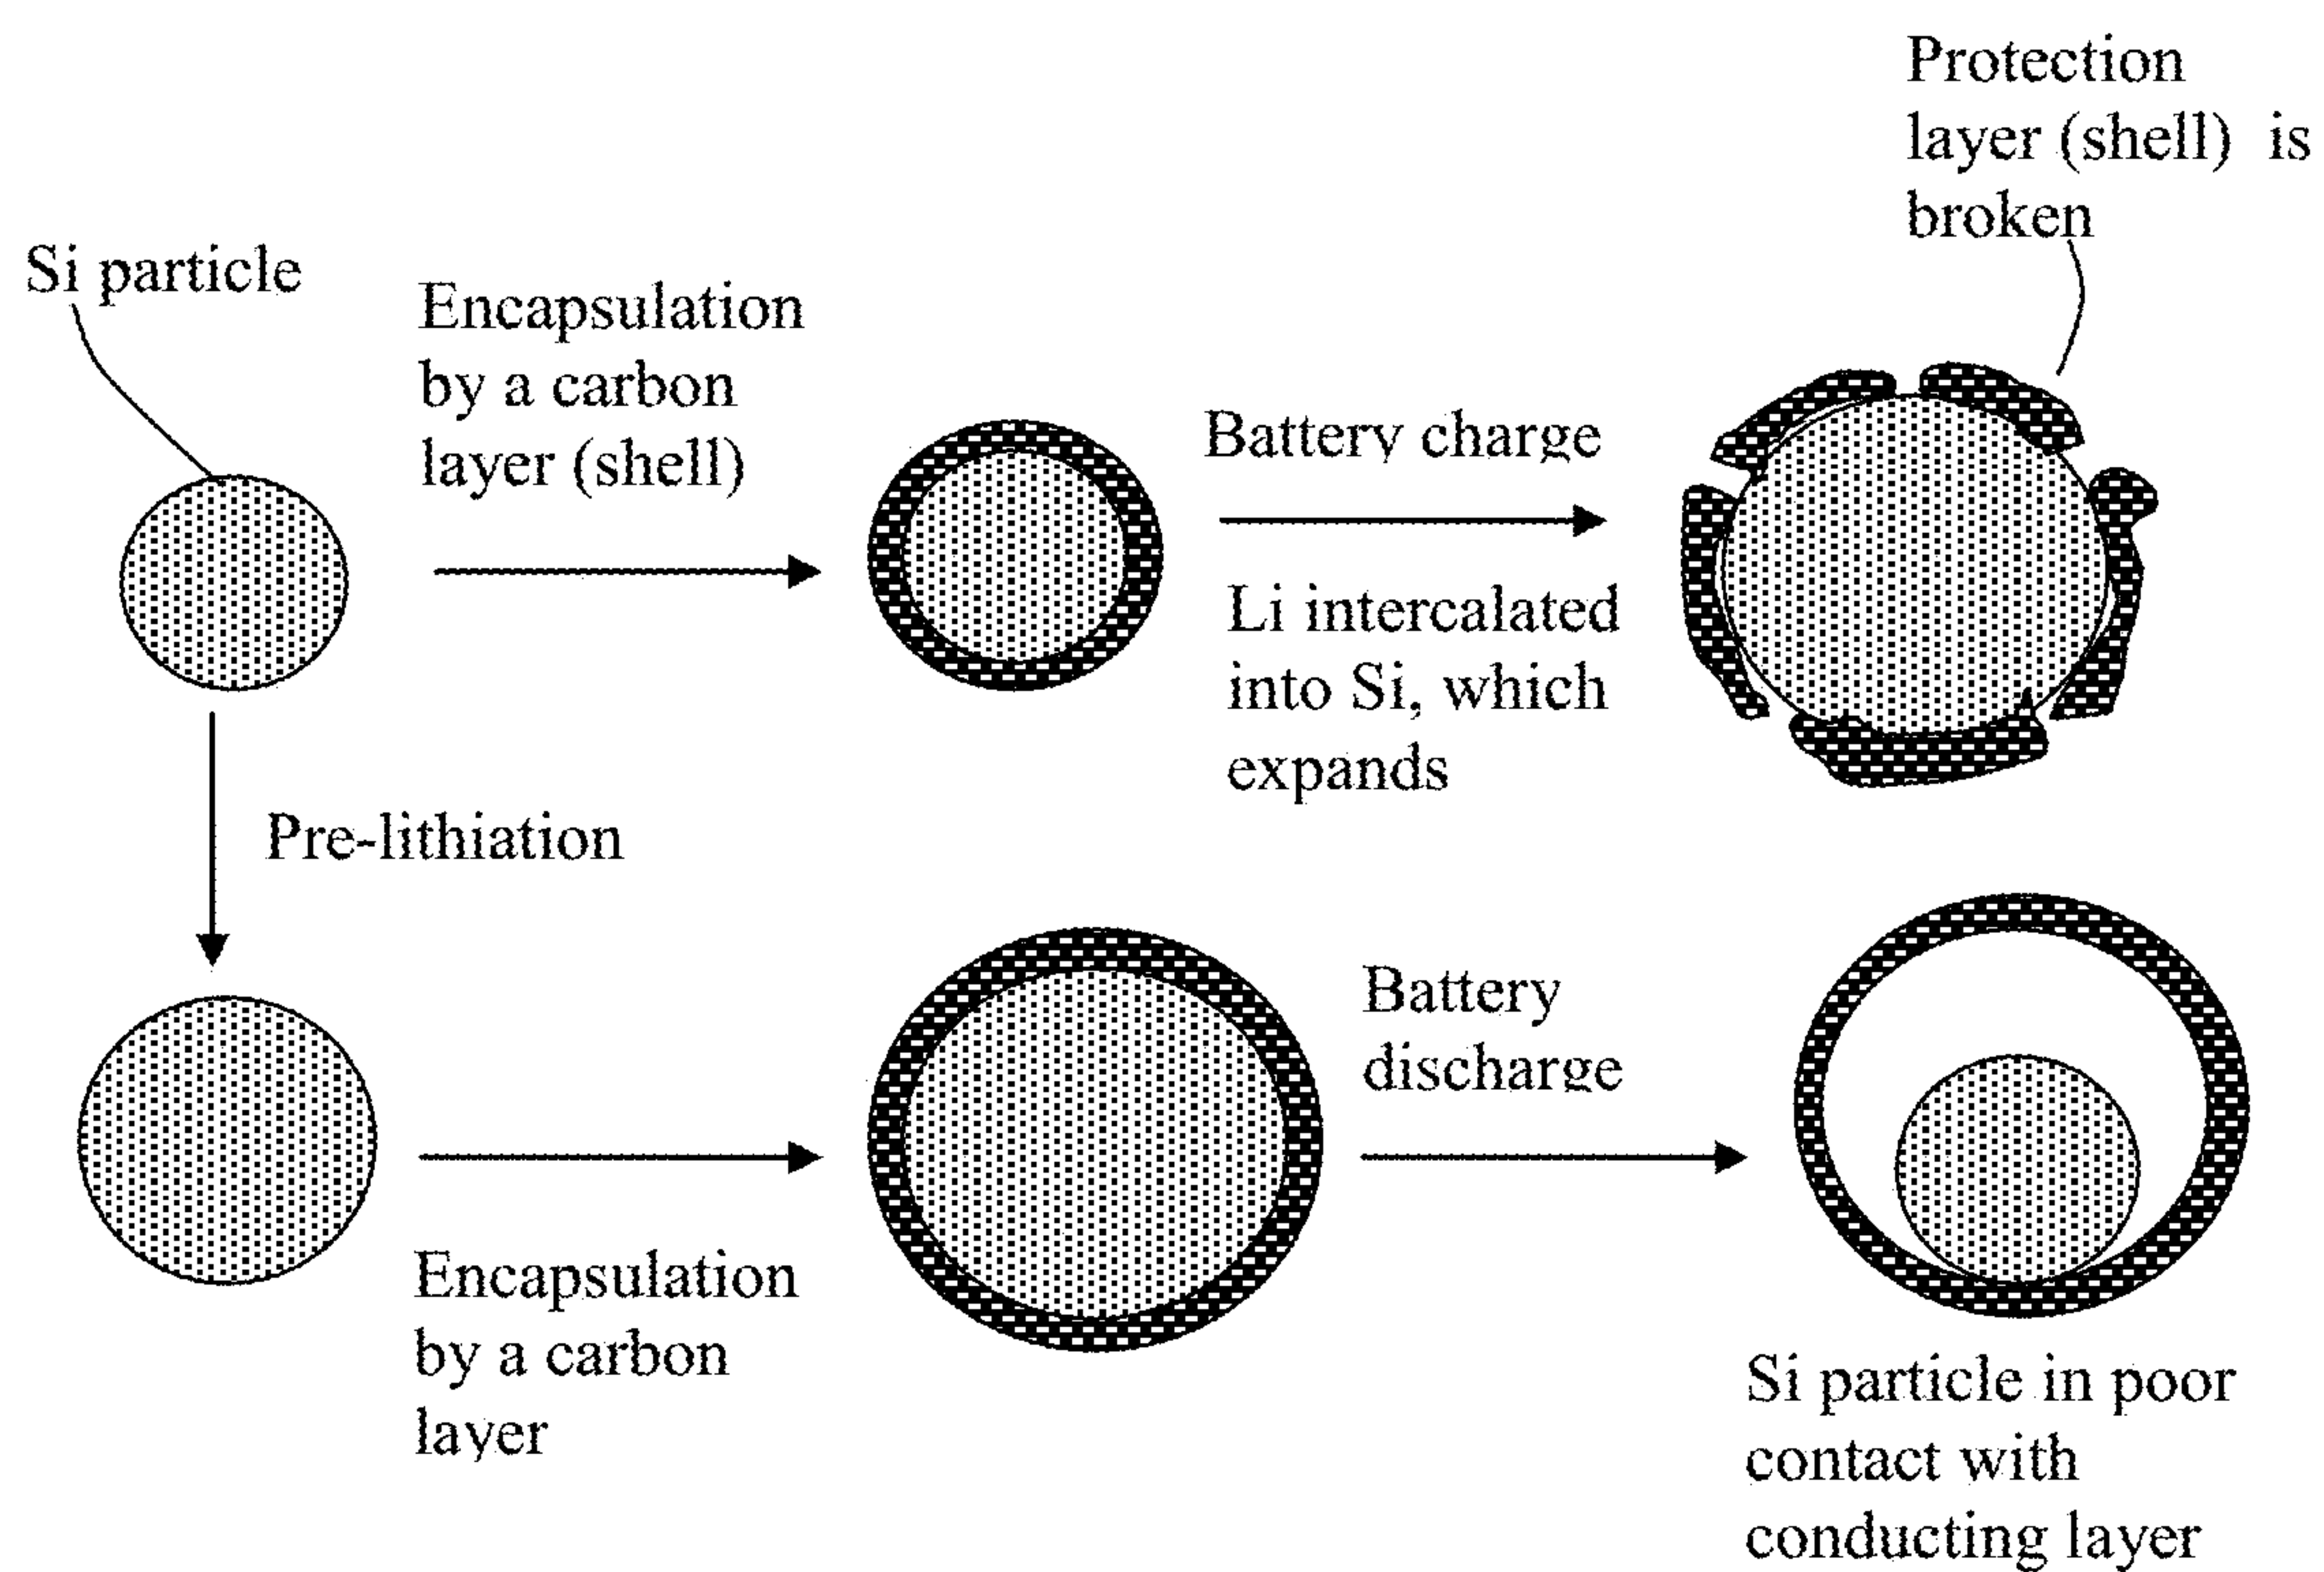 Protection
layer (shell) is
broken
Si particle
Encapsulation
by a carbon
layer (shell)
Battery charge
Li intercalated
into Si, which
expands
Pre-lithiation
Battery
discharge
Encapsulation
by a carbon
layer
Si particle in poor
contact with
conducting layer